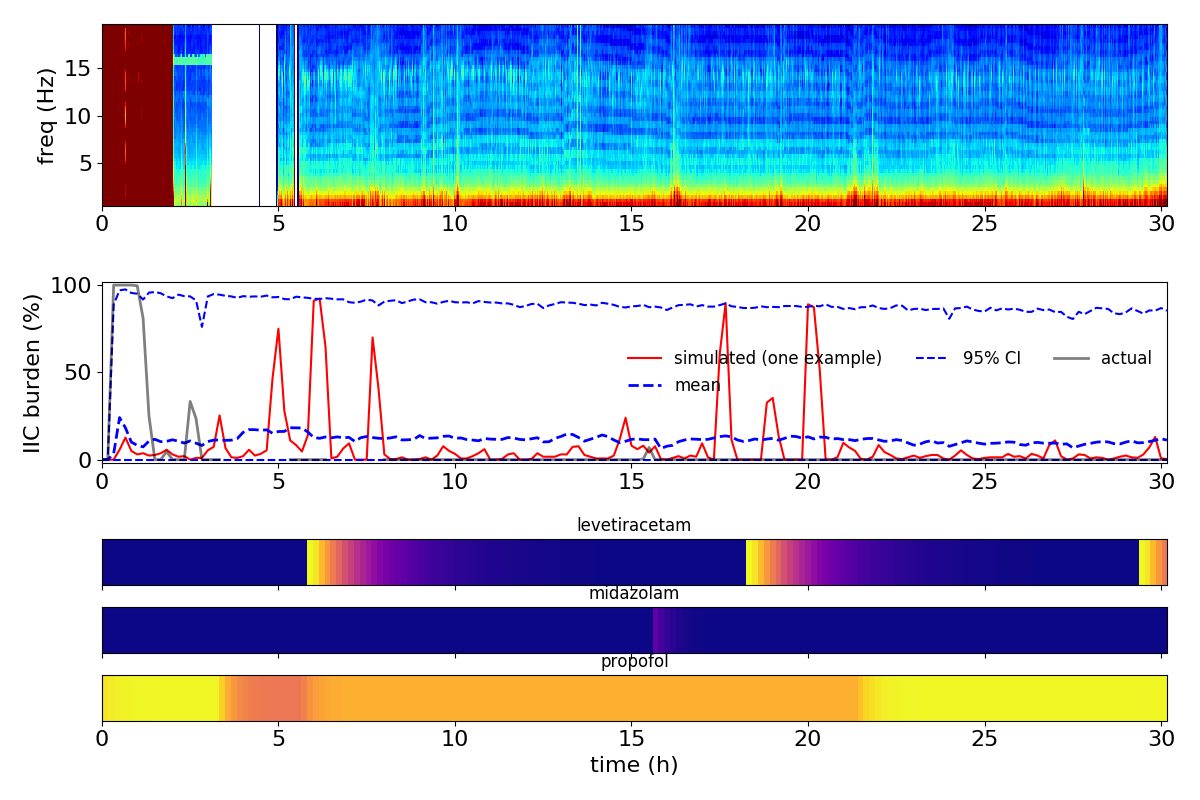 freq (Hz)
15
10
5
0 5 10 15 20 25 30
IIC burden (%)
100
50
0
simulated (one example) 95% CI actual
mean
0 5 10 15 20 25 30
levetiracetam
midazolam
propofol
0 5 10 15 20 25 30
time (h)